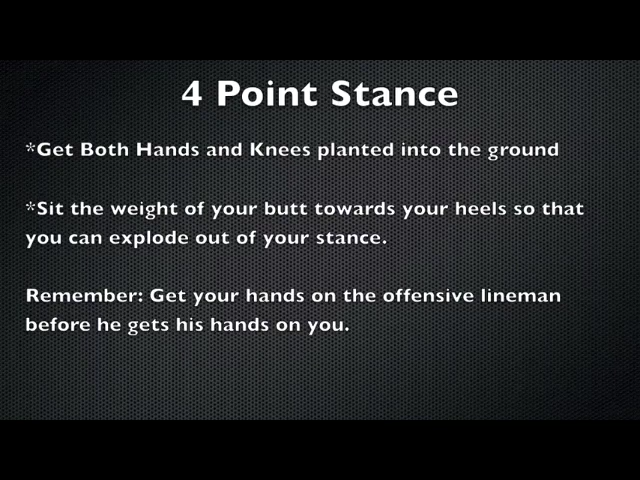 4 Point Stance
*Get Both Hands and Knees planted into the ground
*Sit the weight of your butt towards your heels so that
you can explode out of your stance.
Remember: Get your hands on the offensive lineman
before he gets his hands on you.